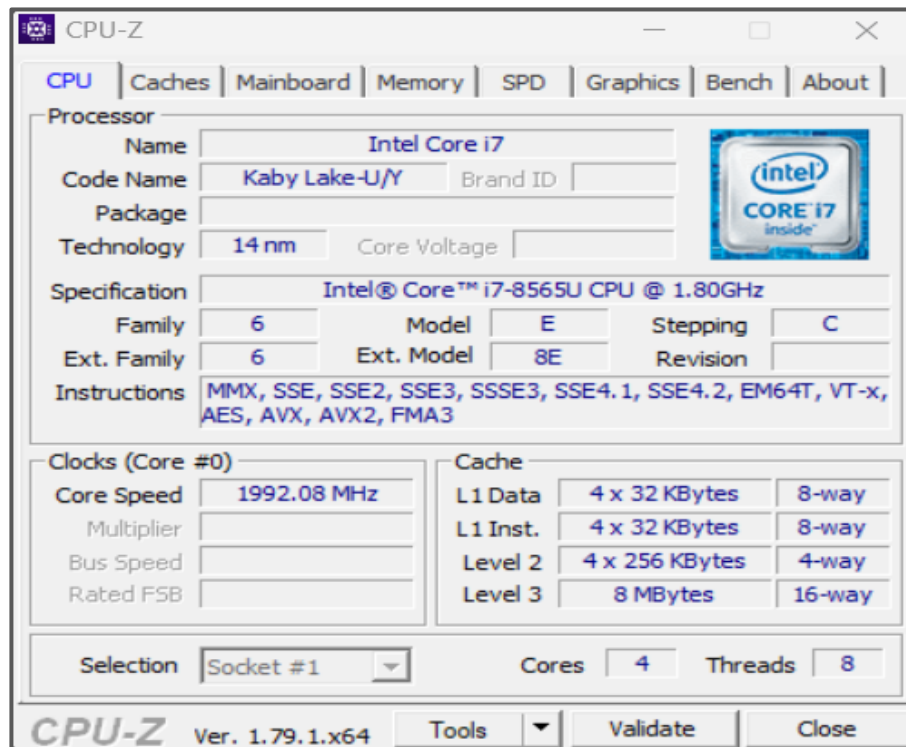 CPU-Z
CPU Caches Mainboard Memory SPD Graphics Bench About
Processor
Name Intel Core i7
Code Name Kaby Lake-U/Y Brand ID
Package
Technology 14 nm Core Voltage
intel
CORE i7
inside™
Specification Intel® Core™ i7-8565U CPU @ 1.80GHz
Family 6 Model E Stepping C
Ext. Family 6 Ext. Model 8E Revision
Instructions MMX, SSE, SSE2, SSE3, SSSE3, SSE4.1, SSE4.2, EM64T, VT-x,
AES, AVX, AVX2, FMA3
Clocks (Core #0) Cache
Core Speed 1992.08 MHz L1 Data 4 x 32 KBytes 8-way
Multiplier L1 Inst. 4 x 32 KBytes 8-way
Bus Speed Level 2 4 x 256 KBytes 4-way
Rated FSB Level 3 8 MBytes 16-way
Selection Socket #1 Cores 4 Threads 8
CPU-Z Ver. 1.79.1.x64 Tools Validate Close